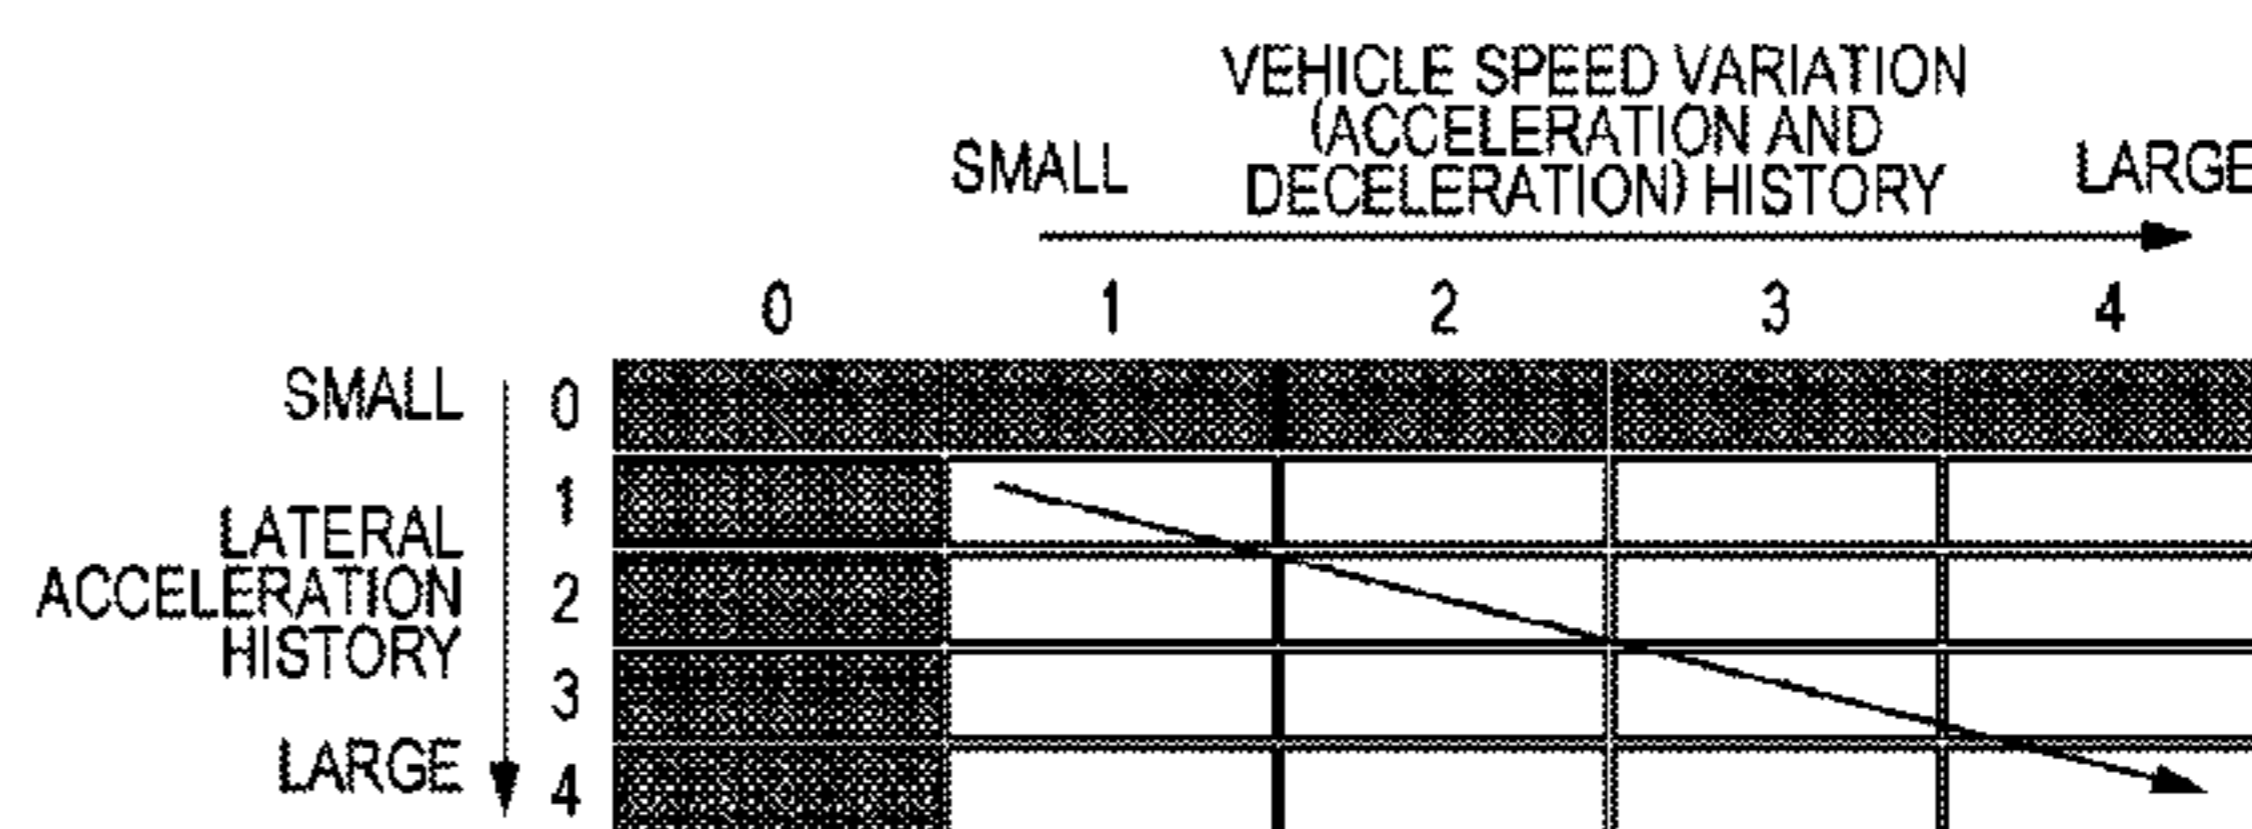 VEHICLE SPEED VARIATION
(ACCELERATION AND
DECELERATION) HISTORY
SMALL
LARGE
0 1 2 3 4
SMALL
LATERAL
ACCELERATION
HISTORY
LARGE
0
1
2
3
4